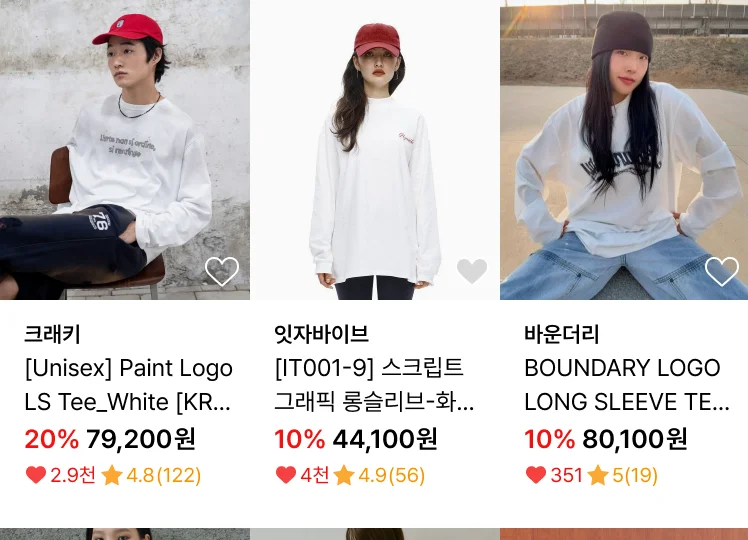 크래키
[Unisex] Paint Logo
LS Tee_White [KR...
20% 79,200원
2.9천 4.8(122)
잇자바이브
[IT001-9] 스크립트
그래픽 롱슬리브-화...
10% 44,100원
4천 4.9(56)
바운더리
BOUNDARY LOGO
LONG SLEEVE TE...
10% 80,100원
351 5(19)